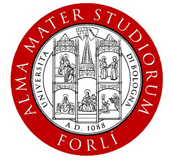 ALMA MATER STUDIORUM
UNIVERSITÀ DI BOLOGNA
A.D. 1088
FORLÌ